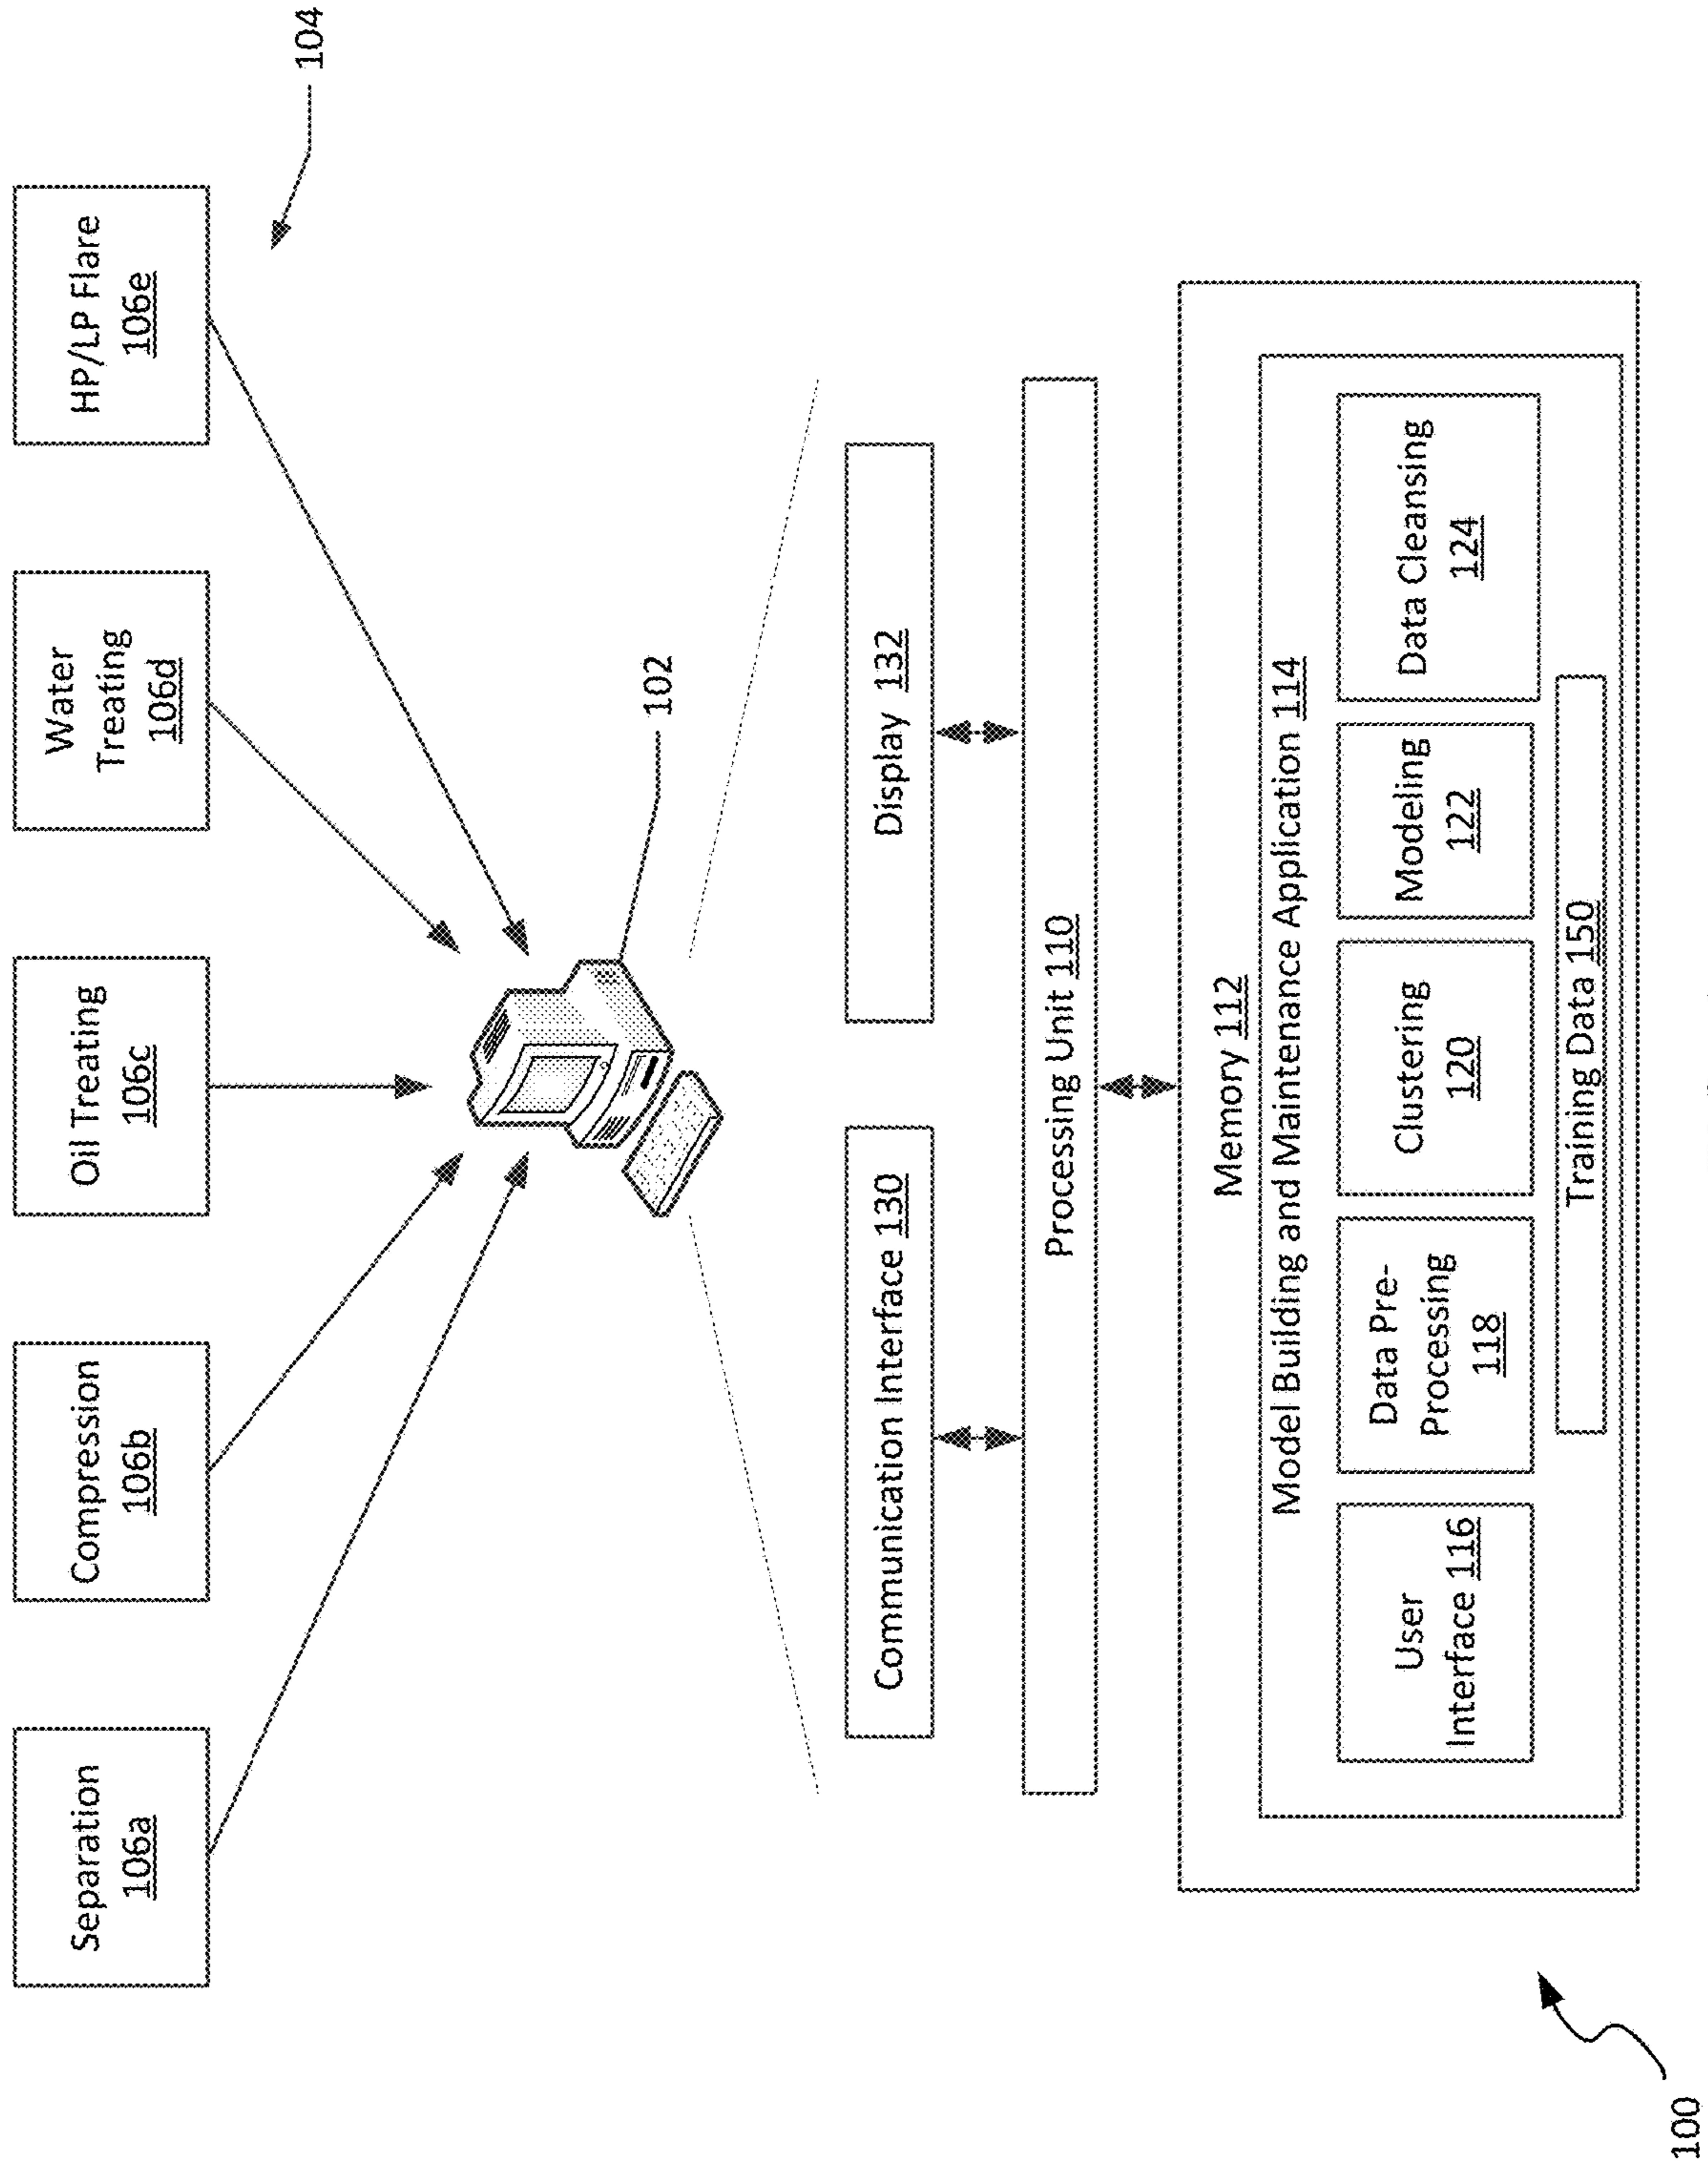 Separation
106a
Compression
106b
Oil Treating
106c
Water
Treating
106d
HP/LP Flare
106e
104
102
Communication Interface 130
Display 132
Processing Unit 110
Memory 112
Model Building and Maintenance Application 114
User
Interface 116
Data Pre-
Processing
118
Clustering
120
Modeling
122
Data Cleansing
124
Training Data 150
100